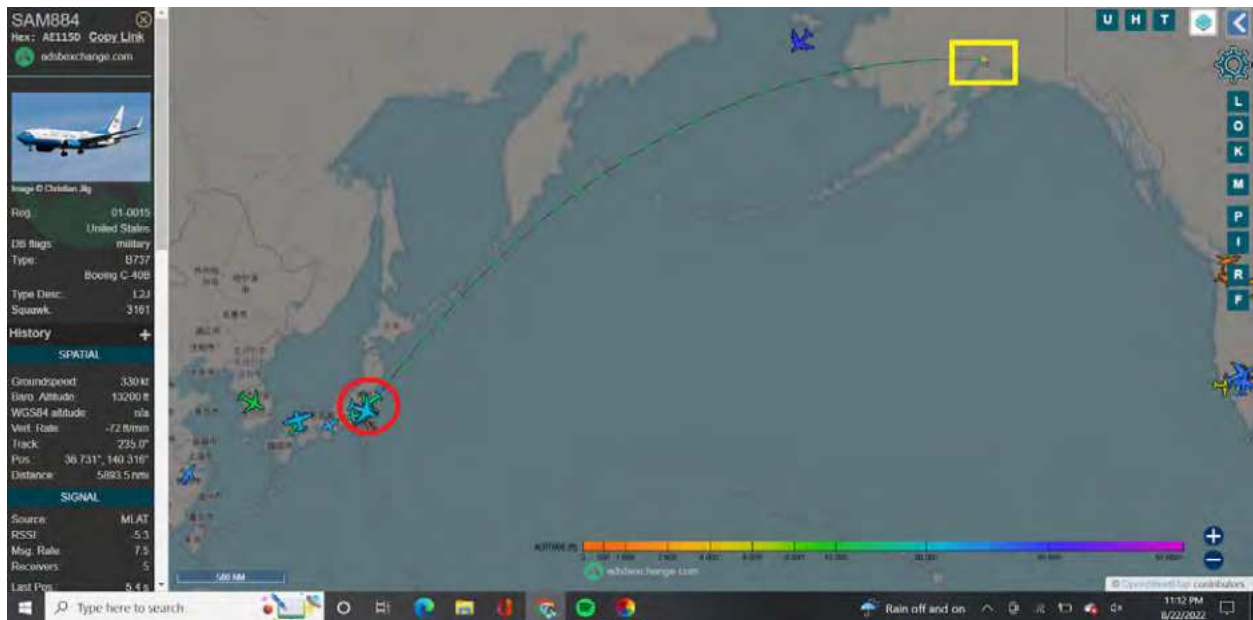 SAM884
Hex: AE115D Copy Link
adsbexchange.com
Image © Christian Jilg
Reg.: 01-0015
United States
DB flags: military
Type: B737
Boeing C-40B
Type Desc.: L2J
Squawk: 3161
History +
SPATIAL
Groundspeed: 330 kt
Baro. Altitude: 13200 ft
WGS84 altitude: n/a
Vert. Rate: -72 ft/min
Track: 235.0°
Pos.: 36.731°, 140.316°
Distance: 5893.5 nmi
SIGNAL
Source: MLAT
RSSI: -5.3
Msg. Rate: 7.5
Receivers: 5
Last Pos.: 5.4 s
U H T
L
O
K
M
P
I
R
F
500 NM
ALTITUDE (ft)
adsbexchange.com
© OpenStreetMap contributors.
Type here to search
Rain off and on
11:12 PM
8/22/2022